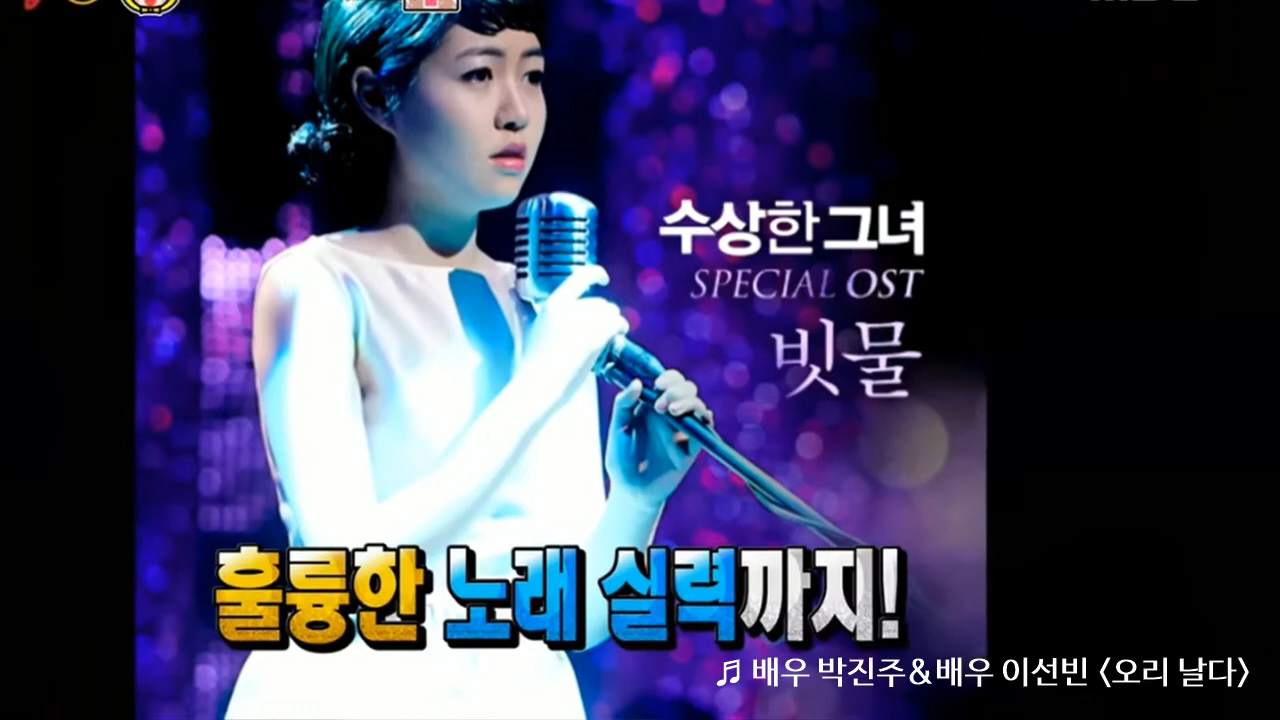 수상한 그녀
SPECIAL OST
빗물
훌륭한 노래 실력까지!
♬ 배우 박진주&배우 이선빈 <오리 날다>